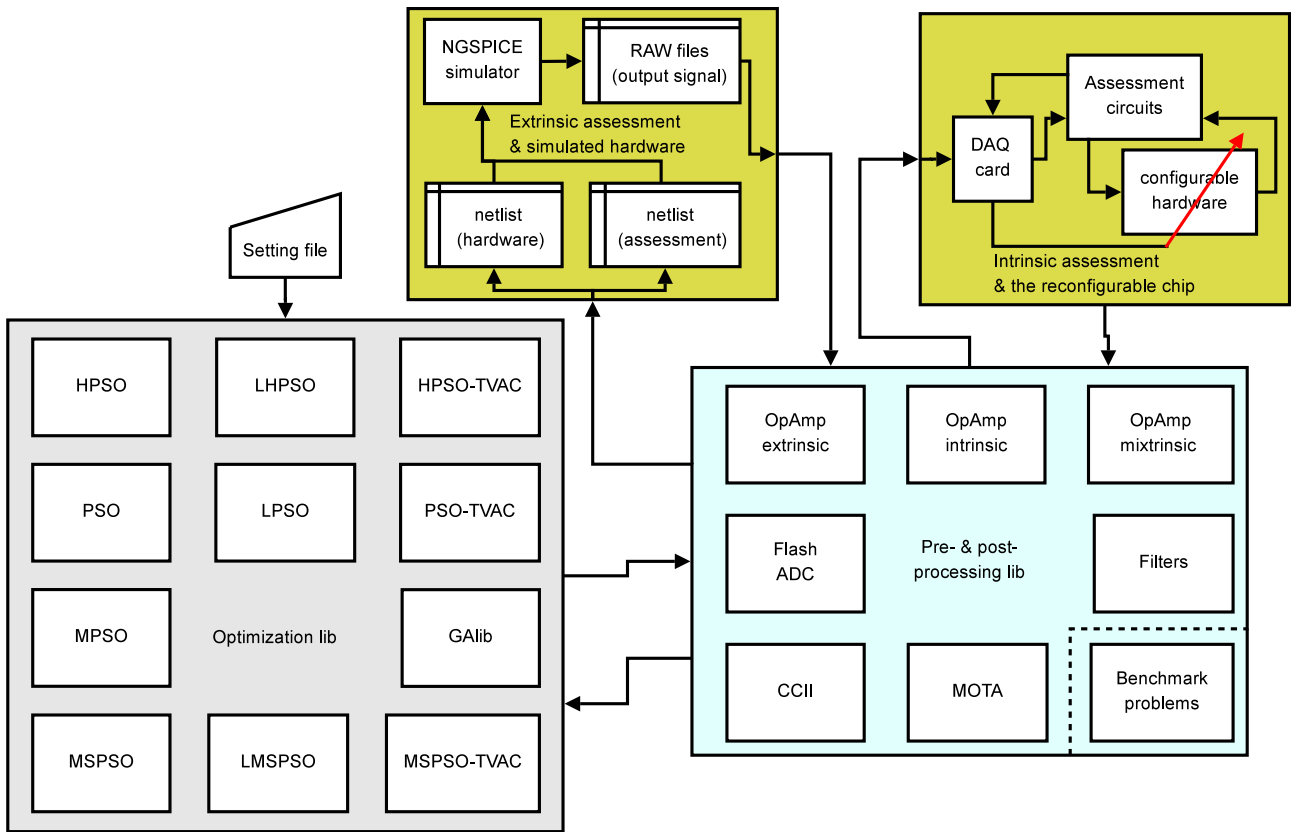 NGSPICE
simulator
RAW files
(output signal)
Extrinsic assessment
& simulated hardware
netlist
(hardware)
netlist
(assessment)
Assessment
circuits
DAQ
card
configurable
hardware
Intrinsic assessment
& the reconfigurable chip
Setting file
HPSO
LHPSO
HPSO-TVAC
PSO
LPSO
PSO-TVAC
MPSO
Optimization lib
GAlib
MSPSO
LMSPSO
MSPSO-TVAC
OpAmp
extrinsic
OpAmp
intrinsic
OpAmp
mixtrinsic
Flash
ADC
Pre- & post-
processing lib
Filters
CCII
MOTA
Benchmark
problems